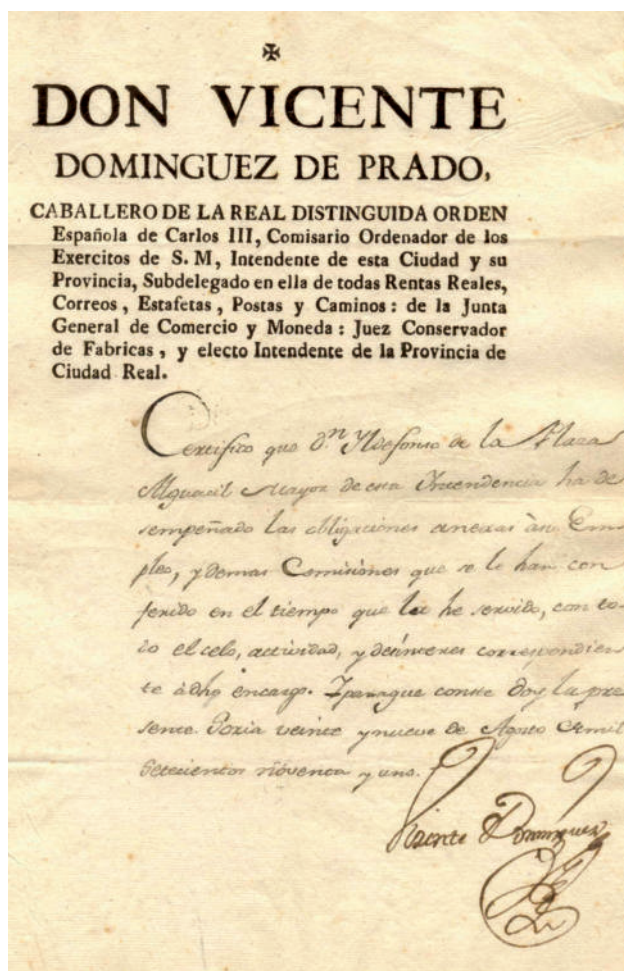 DON VICENTE
DOMINGUEZ DE PRADO,
CABALLERO DE LA REAL DISTINGUIDA ORDEN
Española de Carlos III, Comisario Ordenador de los
Exercitos de S. M, Intendente de esta Ciudad y su
Provincia, Subdelegado en ella de todas Rentas Reales,
Correos, Estafetas, Postas y Caminos: de la Junta
General de Comercio y Moneda: Juez Conservador
de Fabricas, y electo Intendente de la Provincia de
Ciudad Real.
Certifico que Dn Yldefonso de la Plaza
Alguacil Mayor de esta Intendencia ha de
sempeñado las obligaciones anexas à su Em
pleo, y demas Comisiones que se le han con
ferido en el tiempo que la he servido, con to-
do el celo, actividad, y desinteres correspondien
te à dho encargo. Y para que conste doy la pre
sente Soria veinte y nueve de Agosto de mil
setecientos noventa y uno.
Vicente Dominguez